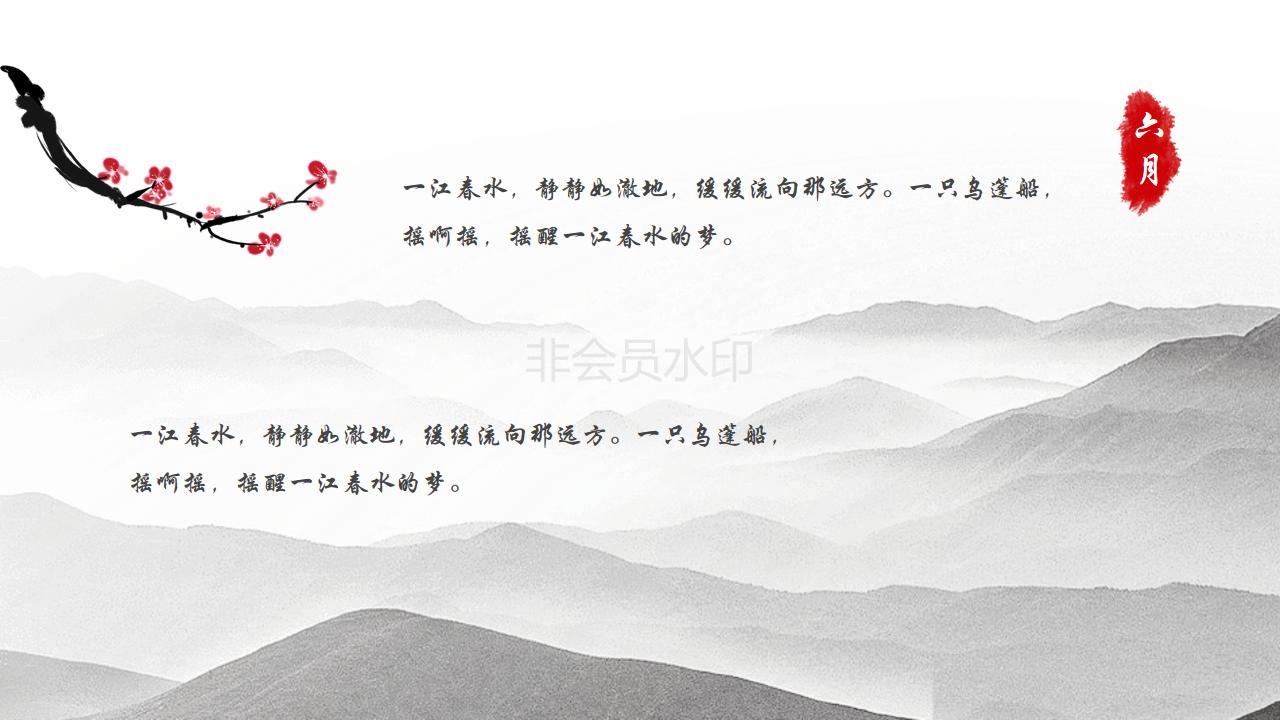 六月
一江春水，静静如澈地，缓缓流向那远方。一只乌篷船，
摇啊摇，摇醒一江春水的梦。
非会员水印
一江春水，静静如澈地，缓缓流向那远方。一只乌篷船，
摇啊摇，摇醒一江春水的梦。